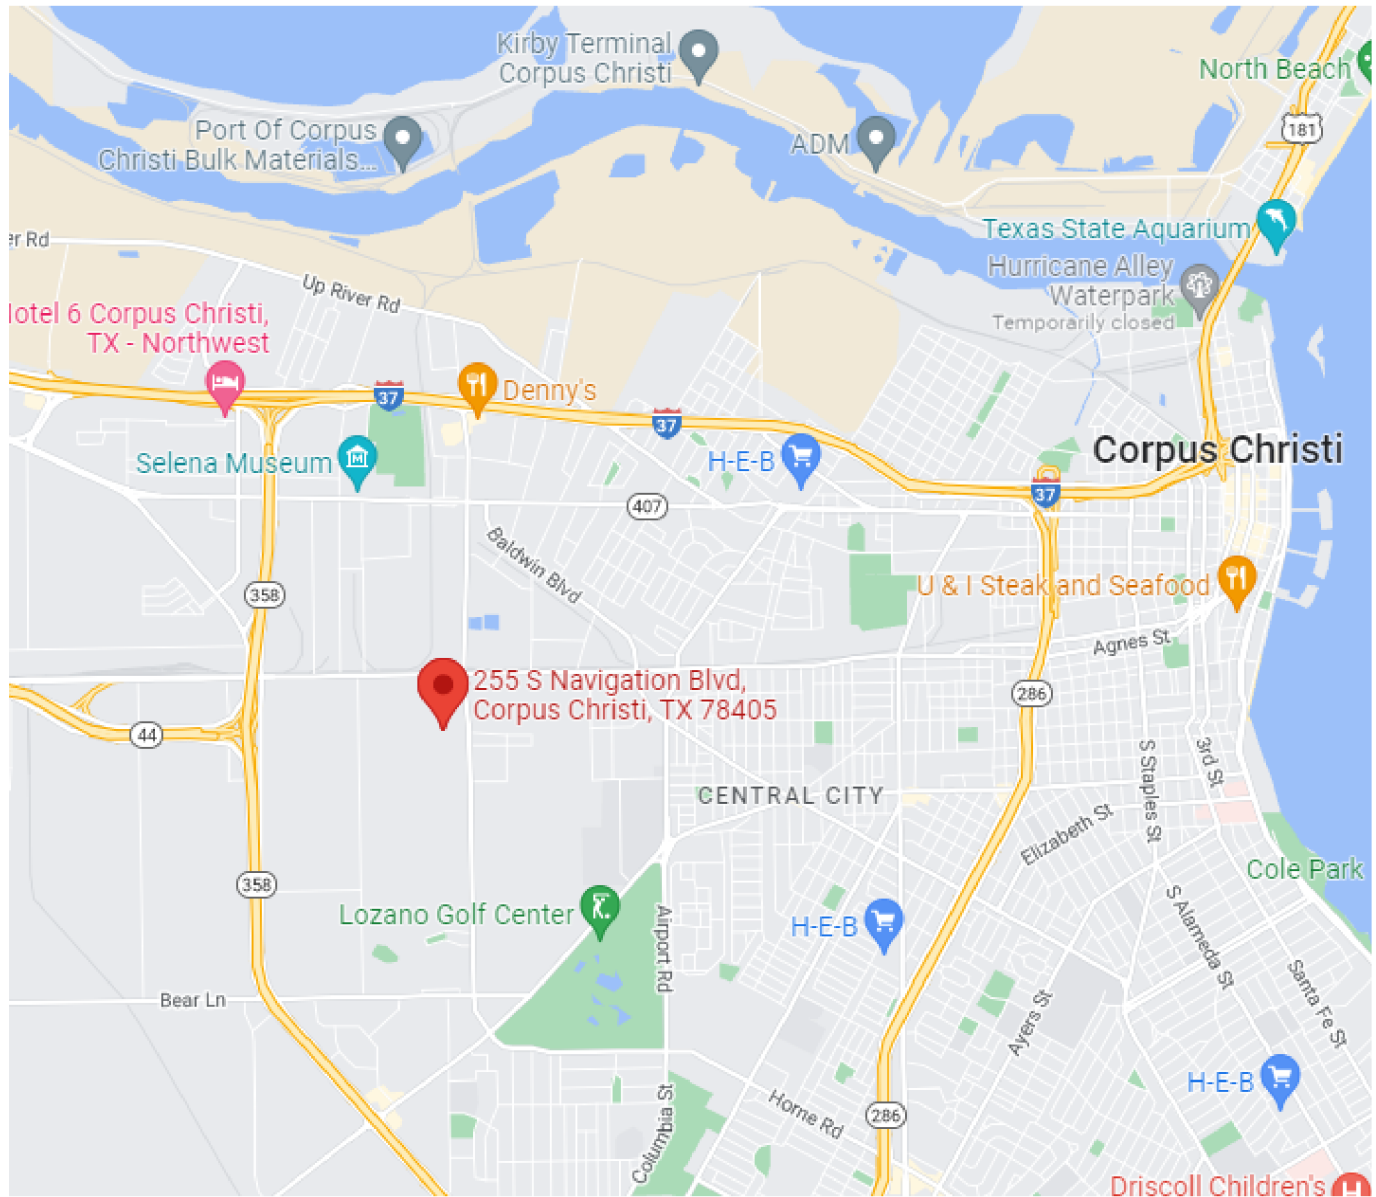 Kirby Terminal
Corpus Christi
North Beach
181
Port Of Corpus
Christi Bulk Materials...
ADM
Texas State Aquarium
er Rd
Hurricane Alley
Waterpark
Temporarily closed
Up River Rd
otel 6 Corpus Christi,
TX - Northwest
37
Denny's
37
Corpus Christi
Selena Museum
H-E-B
37
407
Baldwin Blvd
U & I Steak and Seafood
358
Agnes St
255 S Navigation Blvd,
Corpus Christi, TX 78405
286
44
S Staples St
3rd St
CENTRAL CITY
Elizabeth St
Cole Park
358
Lozano Golf Center
Airport Rd
H-E-B
S Alameda St
Santa Fe St
Bear Ln
Ayers St
H-E-B
Horne Rd
286
Columbia St
Driscoll Children's